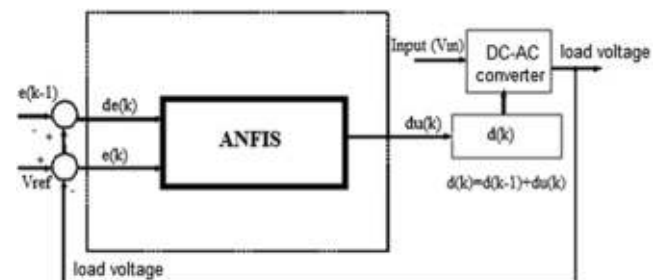 Input (Vin)
DC-AC
converter
load voltage
e(k-1)
de(k)
- +
ANFIS
du(k)
d(k)
+
e(k)
Vref
-
d(k)=d(k-1)+du(k)
load voltage